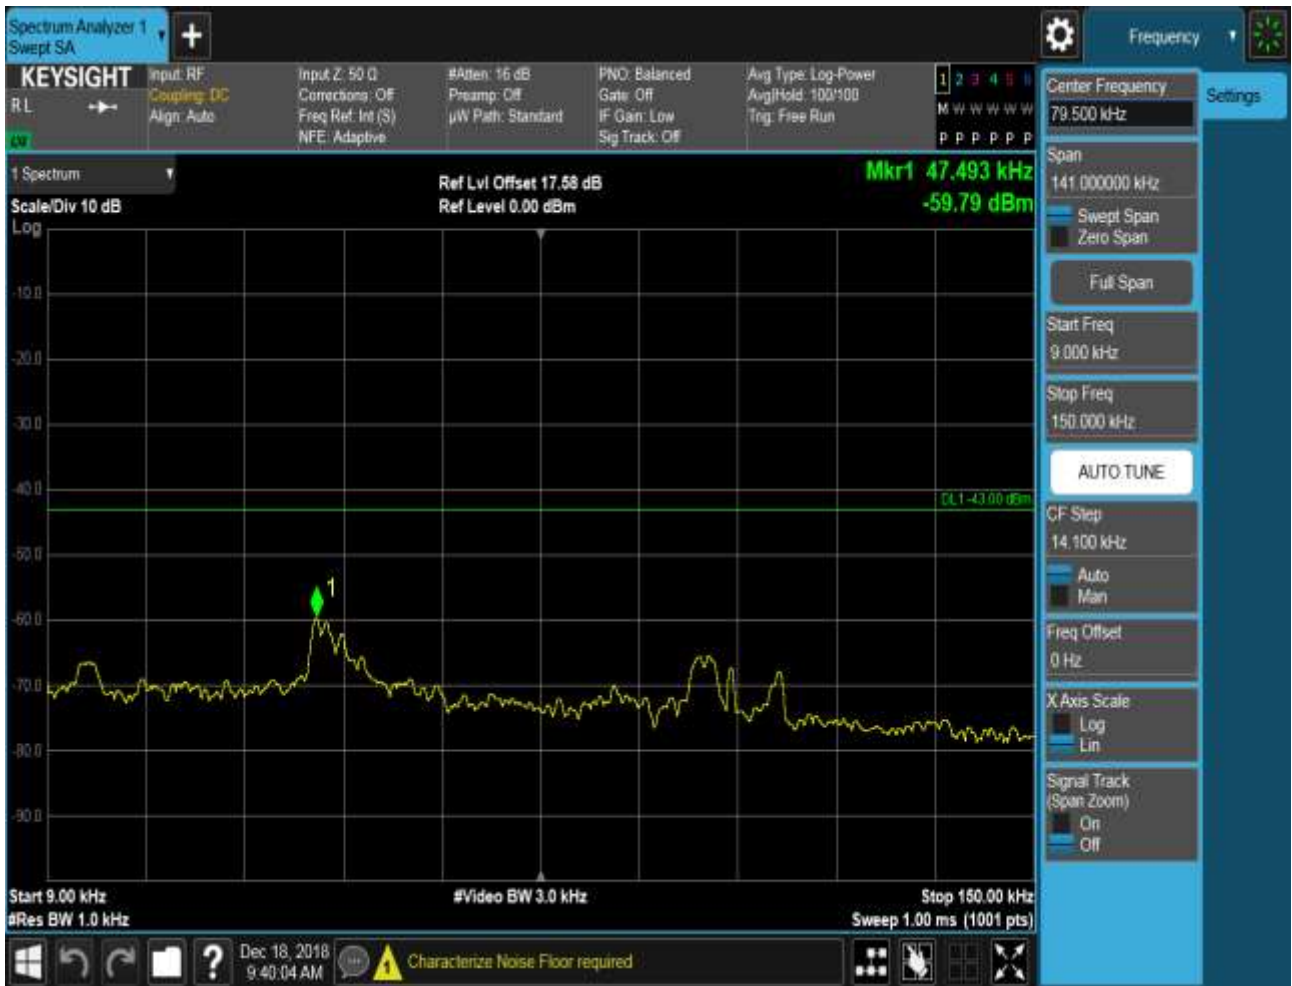 Spectrum Analyzer 1
Swept SA
Frequency
KEYSIGHT
R L
Input: RF
Coupling: DC
Align: Auto
Input Z: 50 Ω
Corrections: Off
Freq Ref: Int (S)
NFE: Adaptive
#Atten: 16 dB
Preamp: Off
µW Path: Standard
PNO: Balanced
Gate: Off
IF Gain: Low
Sig Track: Off
Avg Type: Log-Power
Avg|Hold: 100/100
Trig: Free Run
1 2 3 4 5 6
M W W W W W
P P P P P P
1 Spectrum
Scale/Div 10 dB
Ref Lvl Offset 17.58 dB
Ref Level 0.00 dBm
Mkr1 47.493 kHz
-59.79 dBm
Log
-10.0
-20.0
-30.0
-40.0
DL1 -43.00 dBm
-50.0
1
-60.0
-70.0
-80.0
-90.0
Start 9.00 kHz
#Video BW 3.0 kHz
Stop 150.00 kHz
#Res BW 1.0 kHz
Sweep 1.00 ms (1001 pts)
Center Frequency
79.500 kHz
Settings
Span
141.000000 kHz
Swept Span
Zero Span
Full Span
Start Freq
9.000 kHz
Stop Freq
150.000 kHz
AUTO TUNE
CF Step
14.100 kHz
Auto
Man
Freq Offset
0 Hz
X Axis Scale
Log
Lin
Signal Track
(Span Zoom)
On
Off
?
Dec 18, 2018
9:40:04 AM
1
Characterize Noise Floor required